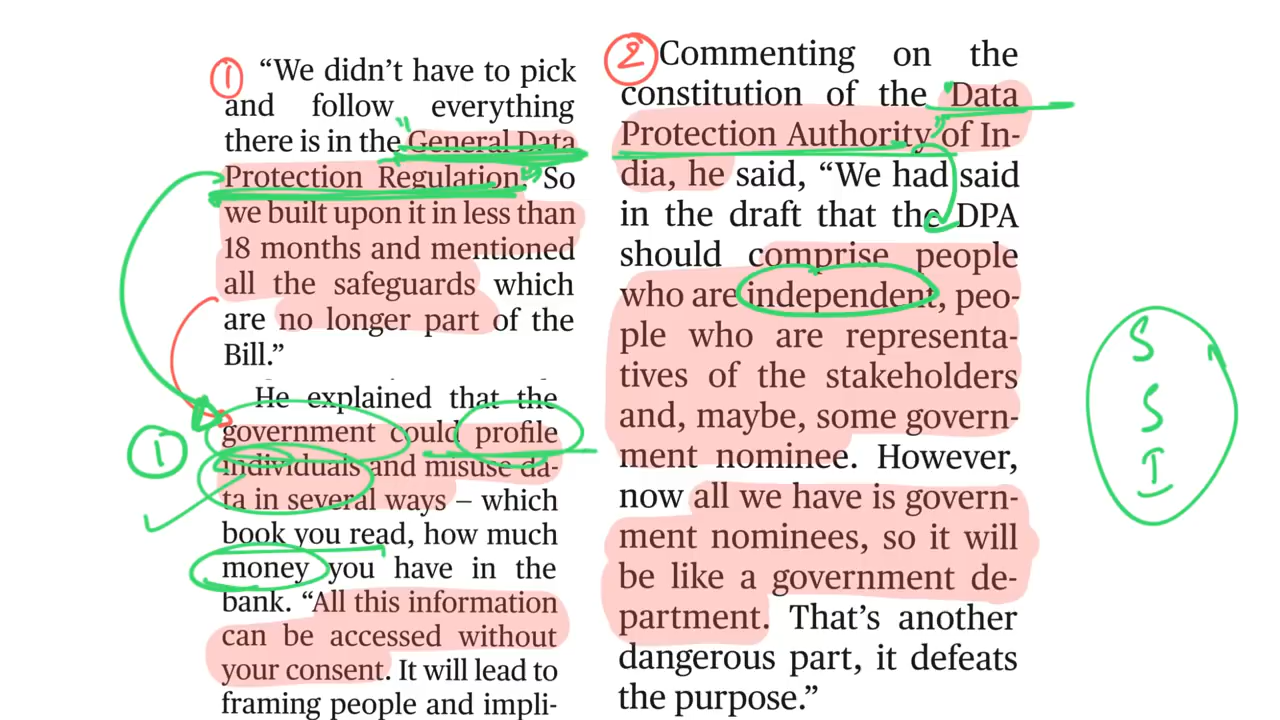 ①
“We didn’t have to pick
and follow everything
there is in the General Data
Protection Regulation. So
we built upon it in less than
18 months and mentioned
all the safeguards which
are no longer part of the
Bill.”
He explained that the
government could profile
①
individuals and misuse da-
ta in several ways – which
book you read, how much
money you have in the
bank. “All this information
can be accessed without
your consent. It will lead to
framing people and impli-
②
Commenting on the
constitution of the Data
Protection Authority of In-
dia, he said, “We had said
in the draft that the DPA
should comprise people
who are independent, peo-
ple who are representa-
tives of the stakeholders
and, maybe, some govern-
ment nominee. However,
now all we have is govern-
ment nominees, so it will
be like a government de-
partment. That’s another
dangerous part, it defeats
the purpose.”
S
S
I